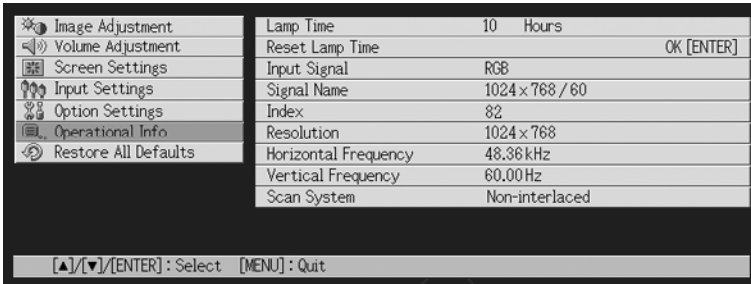 Image Adjustment
Volume Adjustment
Screen Settings
Input Settings
Option Settings
Operational Info
Restore All Defaults
Lamp Time 10 Hours
Reset Lamp Time OK [ENTER]
Input Signal RGB
Signal Name 1024×768/60
Index 82
Resolution 1024×768
Horizontal Frequency 48.36kHz
Vertical Frequency 60.00Hz
Scan System Non-interlaced
[▲]/[▼]/[ENTER]：Select [MENU]：Quit